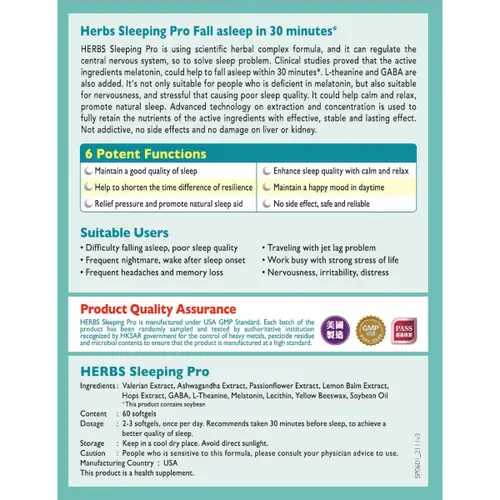 Herbs Sleeping Pro Fall asleep in 30 minutes*
HERBS Sleeping Pro is using scientific herbal complex formula, and it can regulate the
central nervous system, so to solve sleep problem. Clinical studies proved that the active
ingredients melatonin, could help to fall asleep within 30 minutes*. L-theanine and GABA are
also added. It's not only suitable for people who is deficient in melatonin, but also suitable
for nervousness, and stressful that causing poor sleep quality. It could help calm and relax,
promote natural sleep. Advanced technology on extraction and concentration is used to
fully retain the nutrients of the active ingredients with effective, stable and lasting effect.
Not addictive, no side effects and no damage on liver or kidney.
6 Potent Functions
Maintain a good quality of sleep
Enhance sleep quality with calm and relax
Help to shorten the time difference of resilience
Maintain a happy mood in daytime
Relief pressure and promote natural sleep aid
No side effect, safe and reliable
Suitable Users
• Difficulty falling asleep, poor sleep quality
• Traveling with jet lag problem
• Frequent nightmare, wake after sleep onset
• Work busy with strong stress of life
• Frequent headaches and memory loss
• Nervousness, irritability, distress
Product Quality Assurance
HERBS Sleeping Pro is manufactured under USA GMP Standard. Each batch of the
product has been randomly sampled and tested by authoritative institution
recognized by HKSAR government for the control of heavy metals, pesticide residue
and microbial contents to ensure that the product is manufactured at a high standard.
美國
製造
GMP
PASS
HERBS Sleeping Pro
Ingredients : Valerian Extract, Ashwagandha Extract, Passionflower Extract, Lemon Balm Extract,
Hops Extract, GABA, L-Theanine, Melatonin, Lecithin, Yellow Beeswax, Soybean Oil
*This product contains soybean
Content : 60 softgels
Dosage : 2-3 softgels, once per day. Recommends taken 30 minutes before sleep, to achieve a
better quality of sleep.
Storage : Keep in a cool dry place. Avoid direct sunlight.
Caution : People who is sensitive to this formula, please consult your physician advice to use.
Manufacturing Country : USA
This product is a health supplement.
SP0601_2111v3